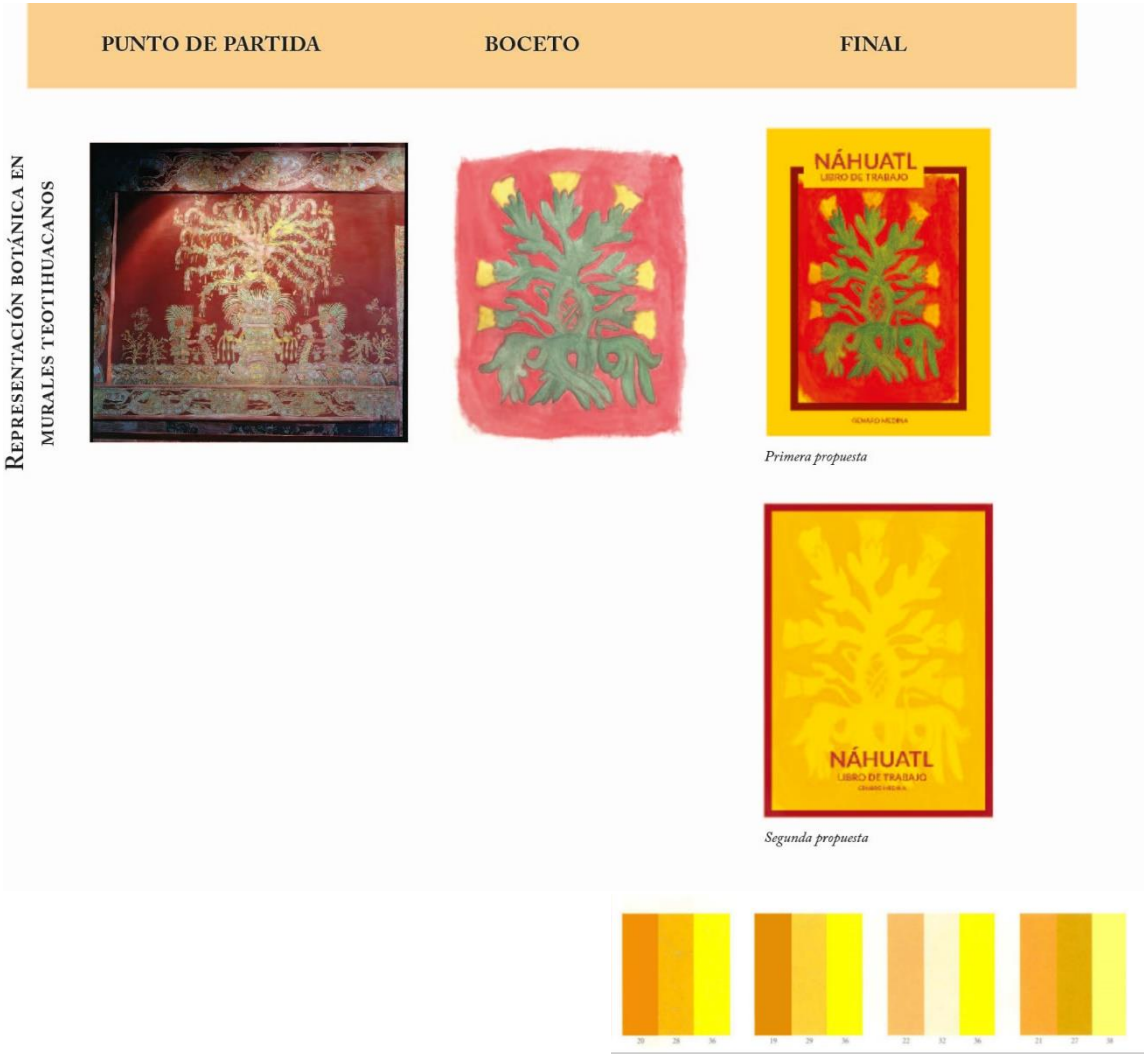 PUNTO DE PARTIDA
BOCETO
FINAL
REPRESENTACIÓN BOTÁNICA EN
MURALES TEOTIHUACANOS
NÁHUATL
LIBRO DE TRABAJO
GENARO MEDINA
Primera propuesta
NÁHUATL
LIBRO DE TRABAJO
GENARO MEDINA
Segunda propuesta
20 28 36
19 29 36
22 32 36
21 27 38